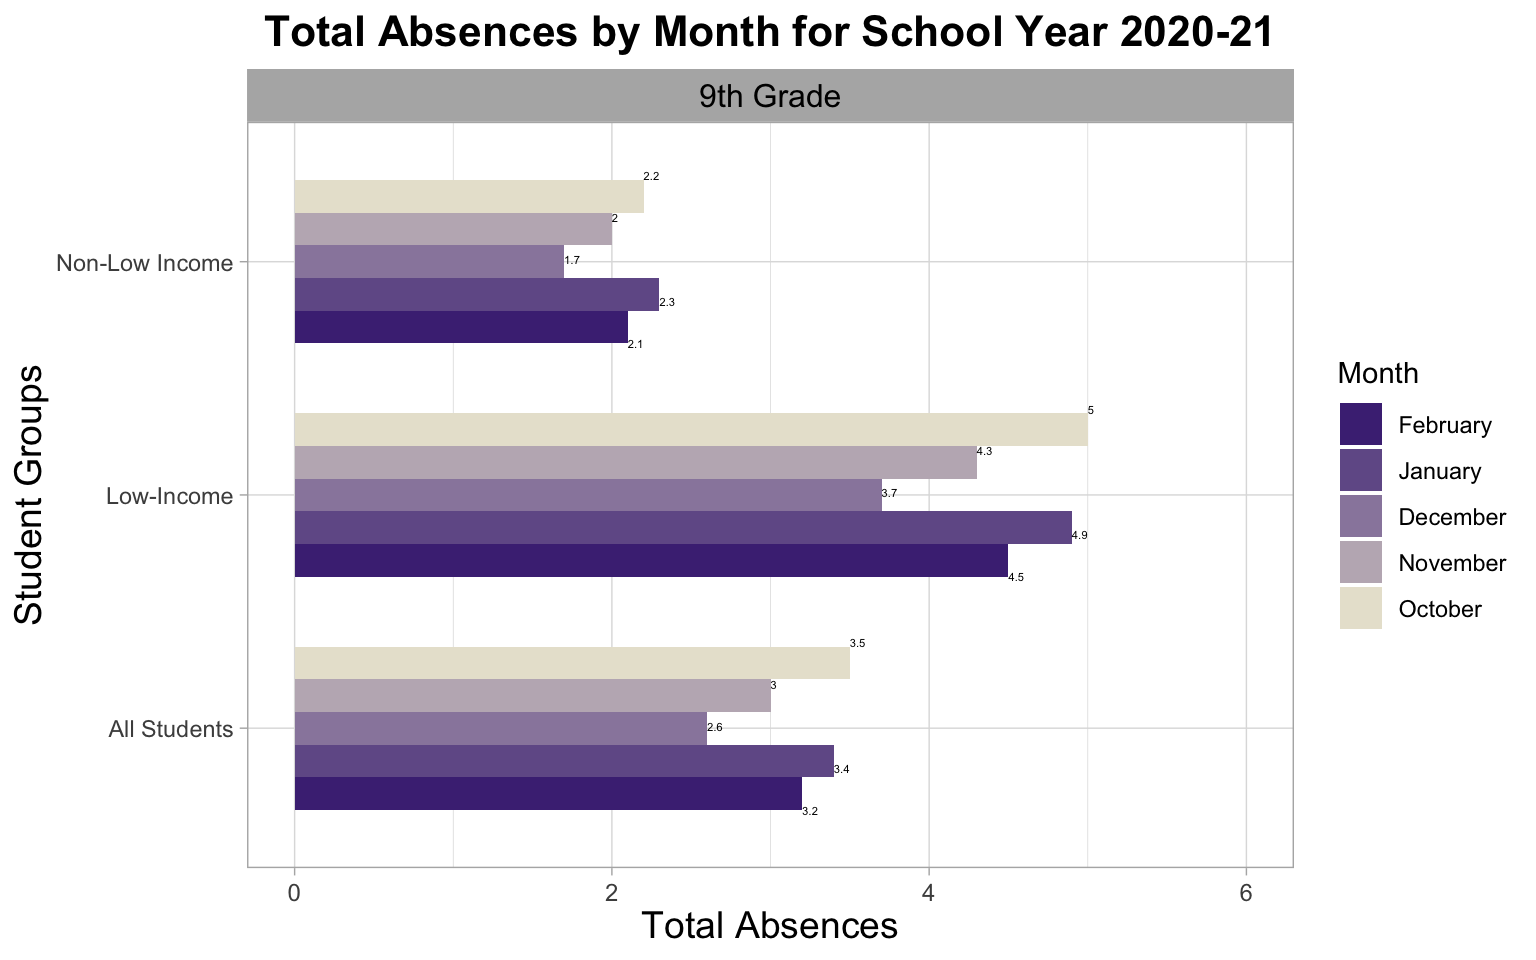 Total Absences by Month for School Year 2020-21
9th Grade
Student Groups
Non-Low Income
2.2
2
1.7
2.3
2.1
Low-Income
5
4.3
3.7
4.9
4.5
All Students
3.5
3
2.6
3.4
3.2
0 2 4 6
Total Absences
Month
February
January
December
November
October